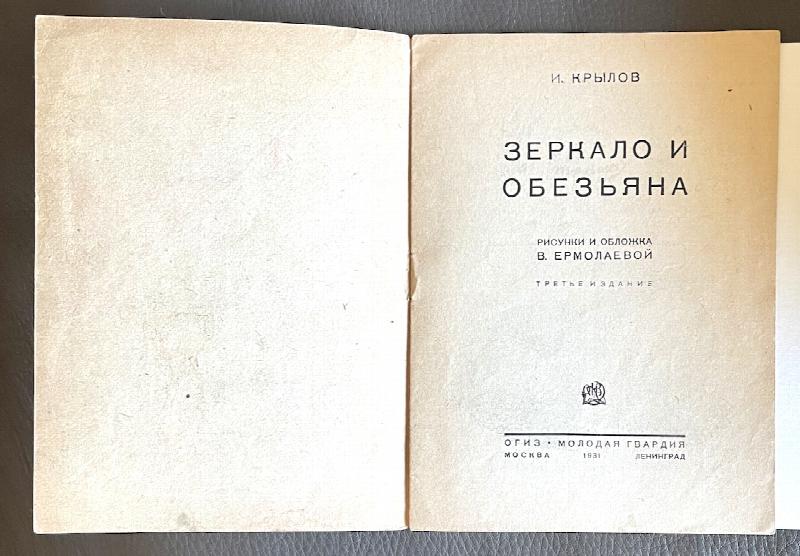 И. КРЫЛОВ
ЗЕРКАЛО И
ОБЕЗЬЯНА
РИСУНКИ И ОБЛОЖКА
В. ЕРМОЛАЕВОЙ
ТРЕТЬЕ ИЗДАНИЕ
ОГИЗ • МОЛОДАЯ ГВАРДИЯ
МОСКВА 1931 ЛЕНИНГРАД